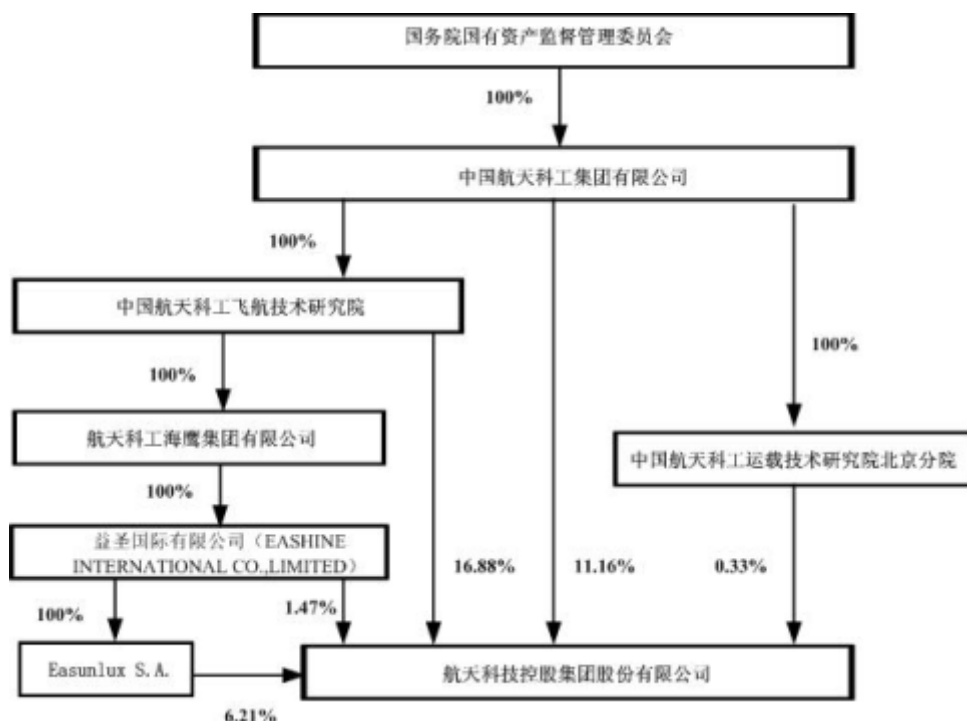 国务院国有资产监督管理委员会
100%
中国航天科工集团有限公司
100%
中国航天科工飞航技术研究院
100%
100%
航天科工海鹰集团有限公司
中国航天科工运载技术研究院北京分院
100%
益圣国际有限公司（EASHINE
INTERNATIONAL CO.,LIMITED）
16.88%
11.16%
0.33%
100%
1.47%
Easunlux S.A.
航天科技控股集团股份有限公司
6.21%